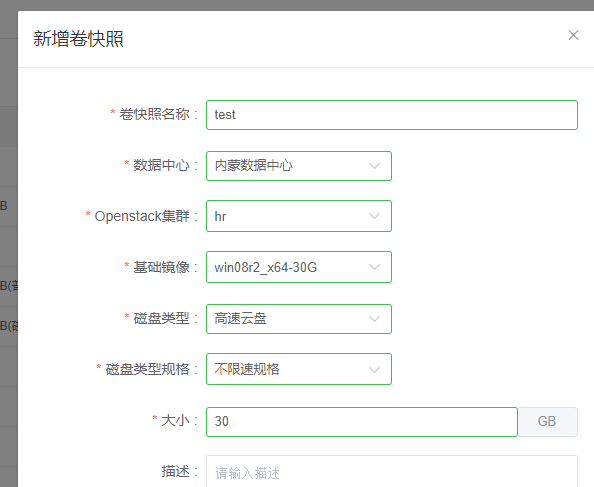 新增卷快照
* 卷快照名称 : test
* 数据中心 : 内蒙数据中心
* Openstack集群 : hr
B
* 基础镜像 : win08r2_x64-30G
* 磁盘类型 : 高速云盘
* 磁盘类型规格 : 不限速规格
* 大小 : 30 GB
描述 : 请输入描述